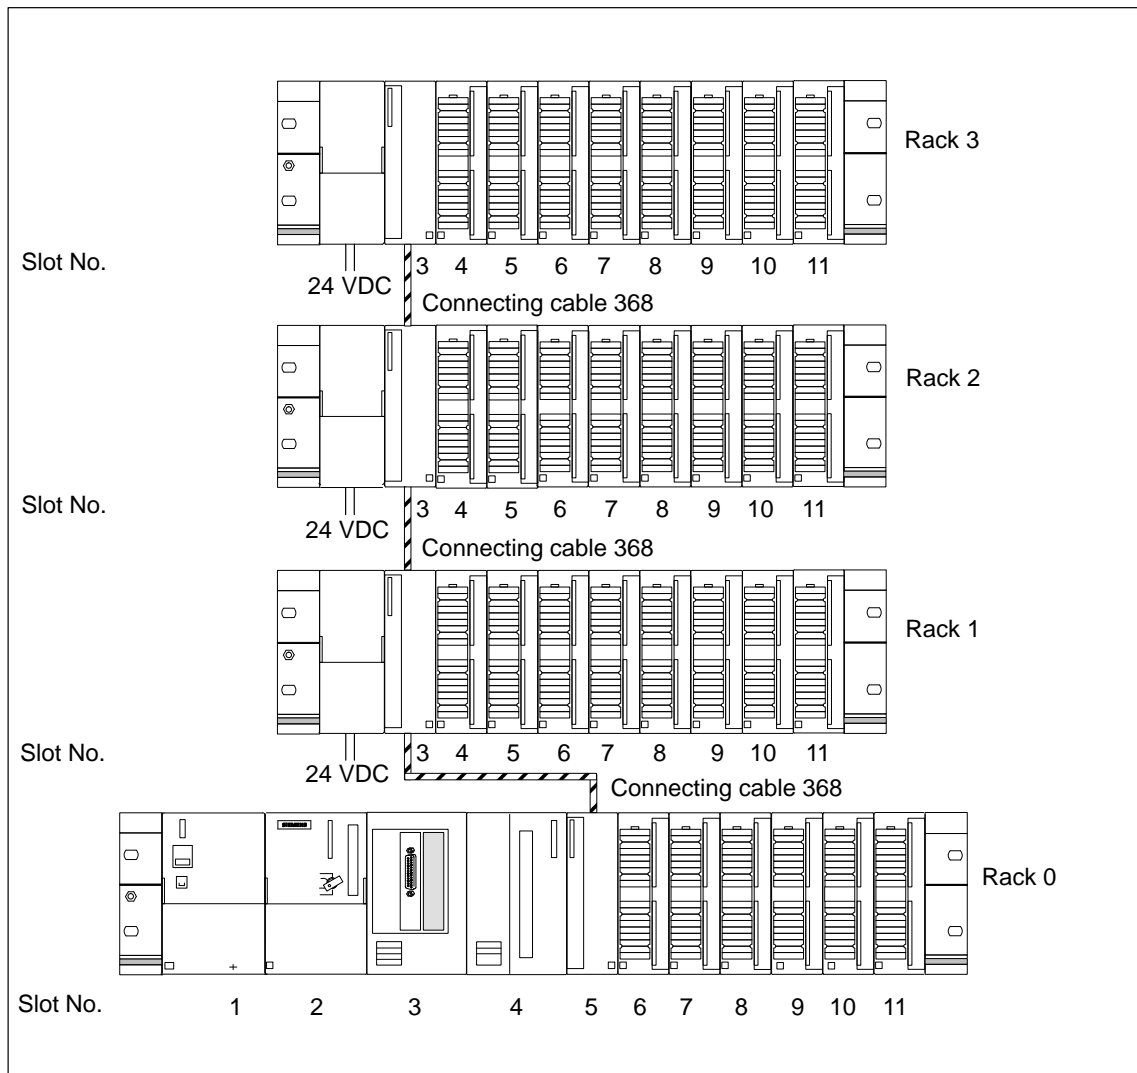 Rack 3
Slot No. 3 4 5 6 7 8 9 10 11
24 VDC
Connecting cable 368
Rack 2
Slot No. 3 4 5 6 7 8 9 10 11
24 VDC
Connecting cable 368
Rack 1
Slot No. 3 4 5 6 7 8 9 10 11
24 VDC
Connecting cable 368
SIEMENS
Rack 0
Slot No. 1 2 3 4 5 6 7 8 9 10 11